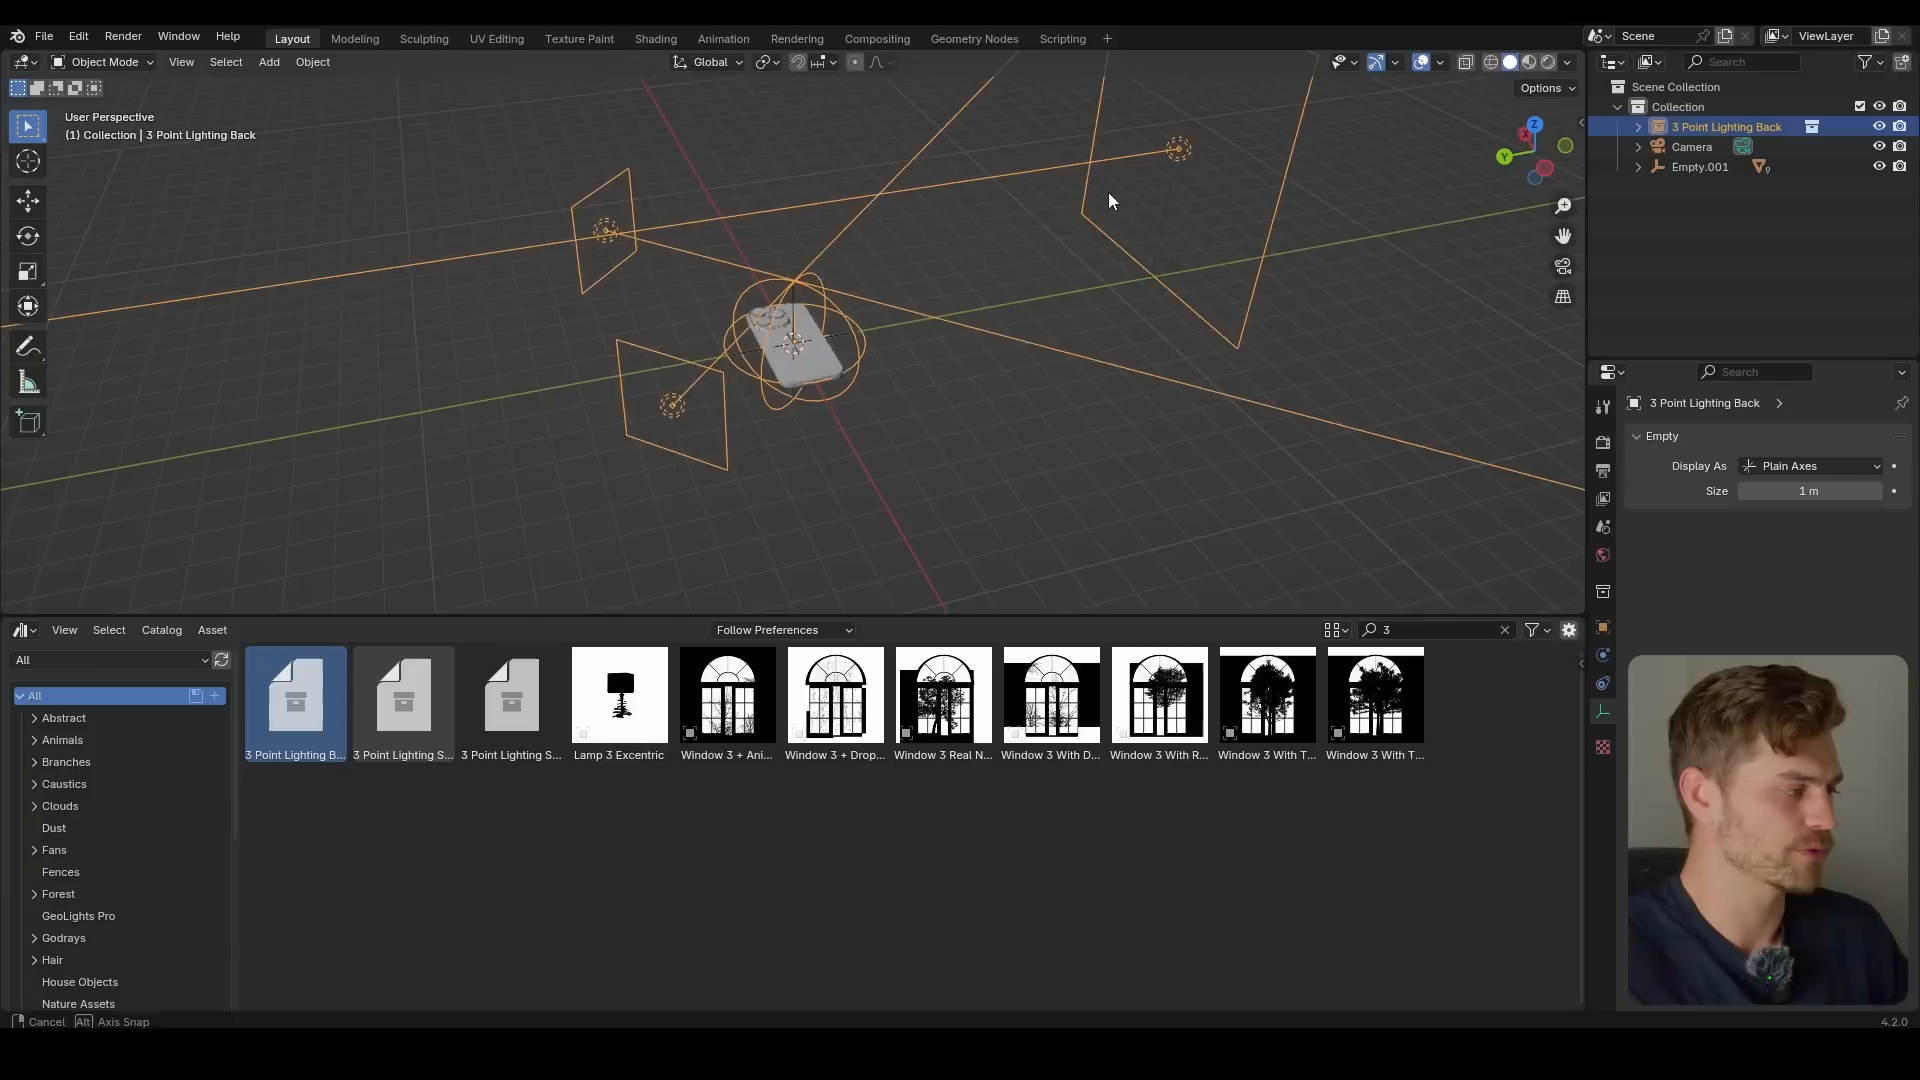 File Edit Render Window Help Layout Modeling Sculpting UV Editing Texture Paint Shading Animation Rendering Compositing Geometry Nodes Scripting + Scene ViewLayer
Object Mode View Select Add Object Global Search
Options
User Perspective
(1) Collection | 3 Point Lighting Back
Z
X
Y
Scene Collection
Collection
3 Point Lighting Back
Camera
Empty.001 9
Search
3 Point Lighting Back
Empty
Display As Plain Axes
Size 1 m
View Select Catalog Asset Follow Preferences 3
All
All
Abstract
Animals
Branches
Caustics
Clouds
Dust
Fans
Fences
Forest
GeoLights Pro
Godrays
Hair
House Objects
Nature Assets
3 Point Lighting B... 3 Point Lighting S... 3 Point Lighting S... Lamp 3 Excentric Window 3 + Ani... Window 3 + Drop... Window 3 Real N... Window 3 With D... Window 3 With R... Window 3 With T... Window 3 With T...
Cancel Alt Axis Snap 4.2.0